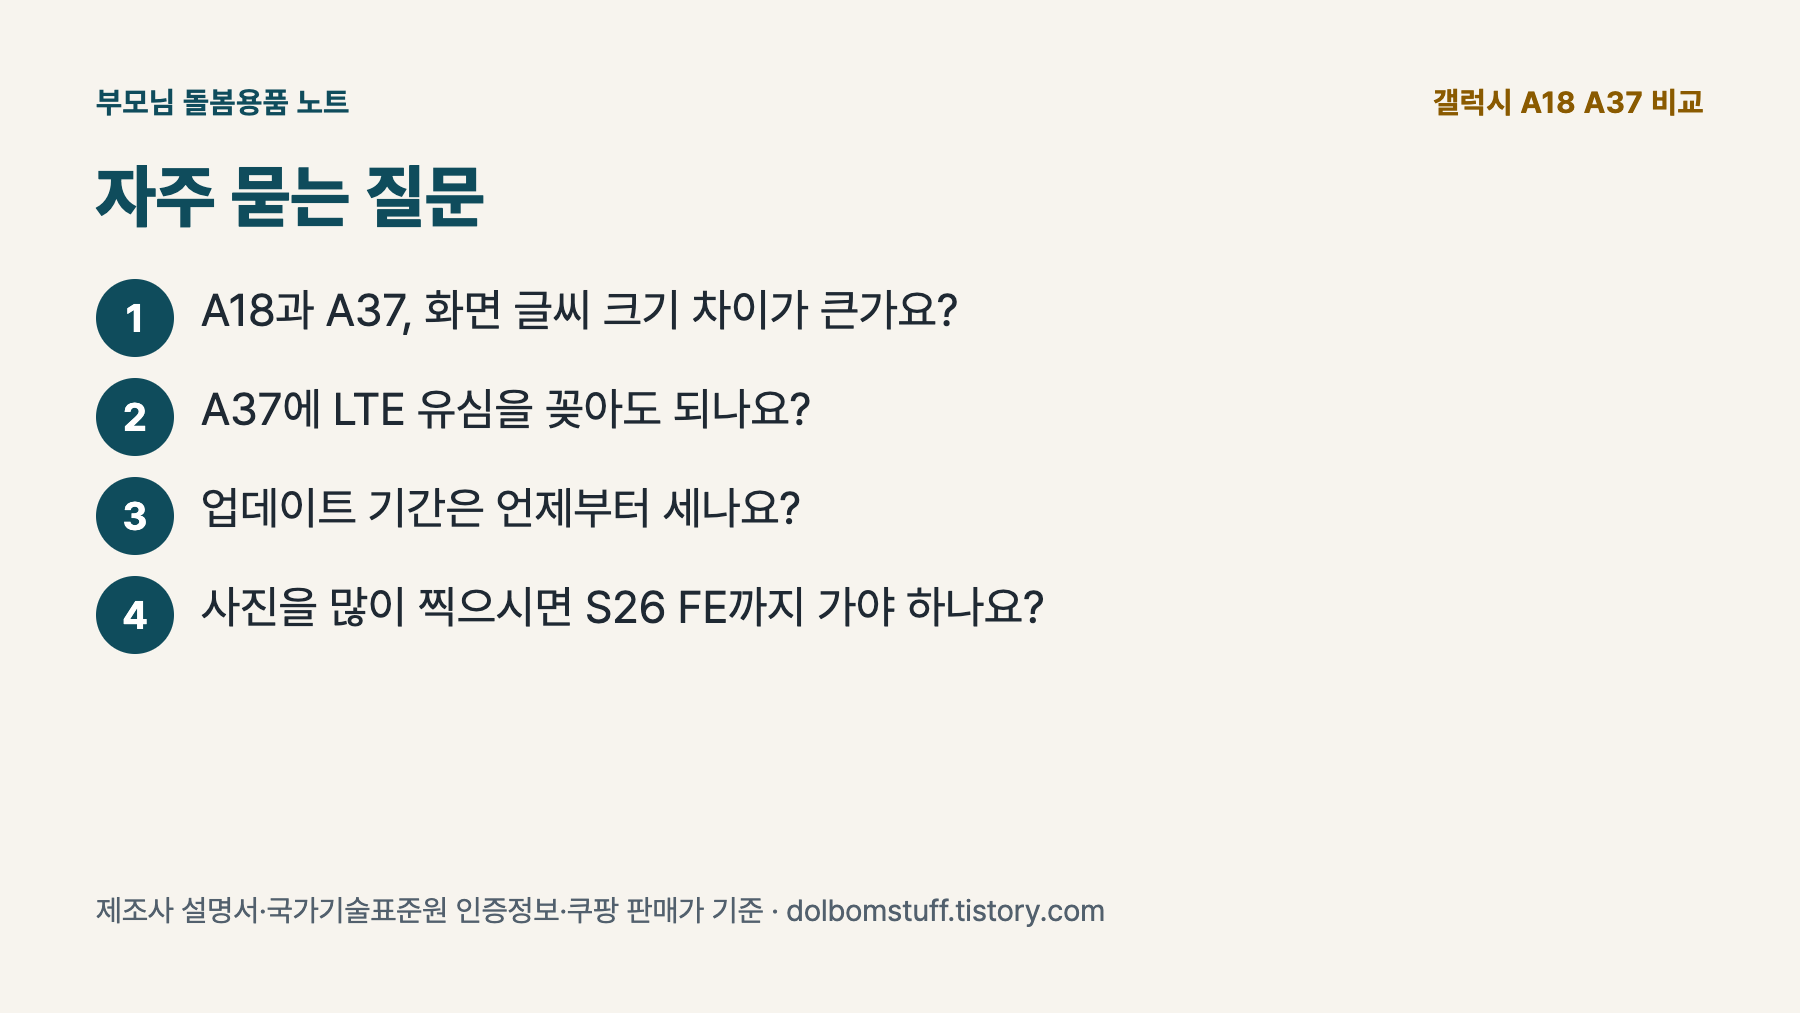 부모님 돌봄용품 노트
갤럭시 A18 A37 비교
자주 묻는 질문
1 A18과 A37, 화면 글씨 크기 차이가 큰가요?
2 A37에 LTE 유심을 꽂아도 되나요?
3 업데이트 기간은 언제부터 세나요?
4 사진을 많이 찍으시면 S26 FE까지 가야 하나요?
제조사 설명서·국가기술표준원 인증정보·쿠팡 판매가 기준 · dolbomstuff.tistory.com